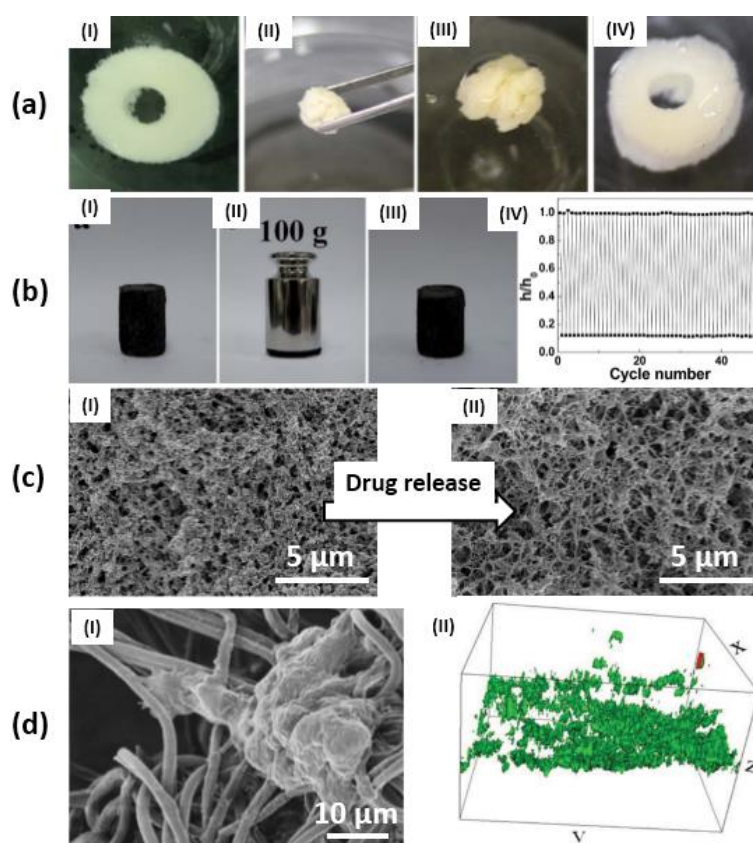 (a)
(I)
(II)
(III)
(IV)
(b)
(I)
(II)
100 g
(III)
(IV)
h/h₀
1.0
0.8
0.6
0.4
0.2
0.0
0
20
40
Cycle number
(c)
(I)
5 µm
Drug release
(II)
5 µm
(d)
(I)
10 µm
(II)
X
Z